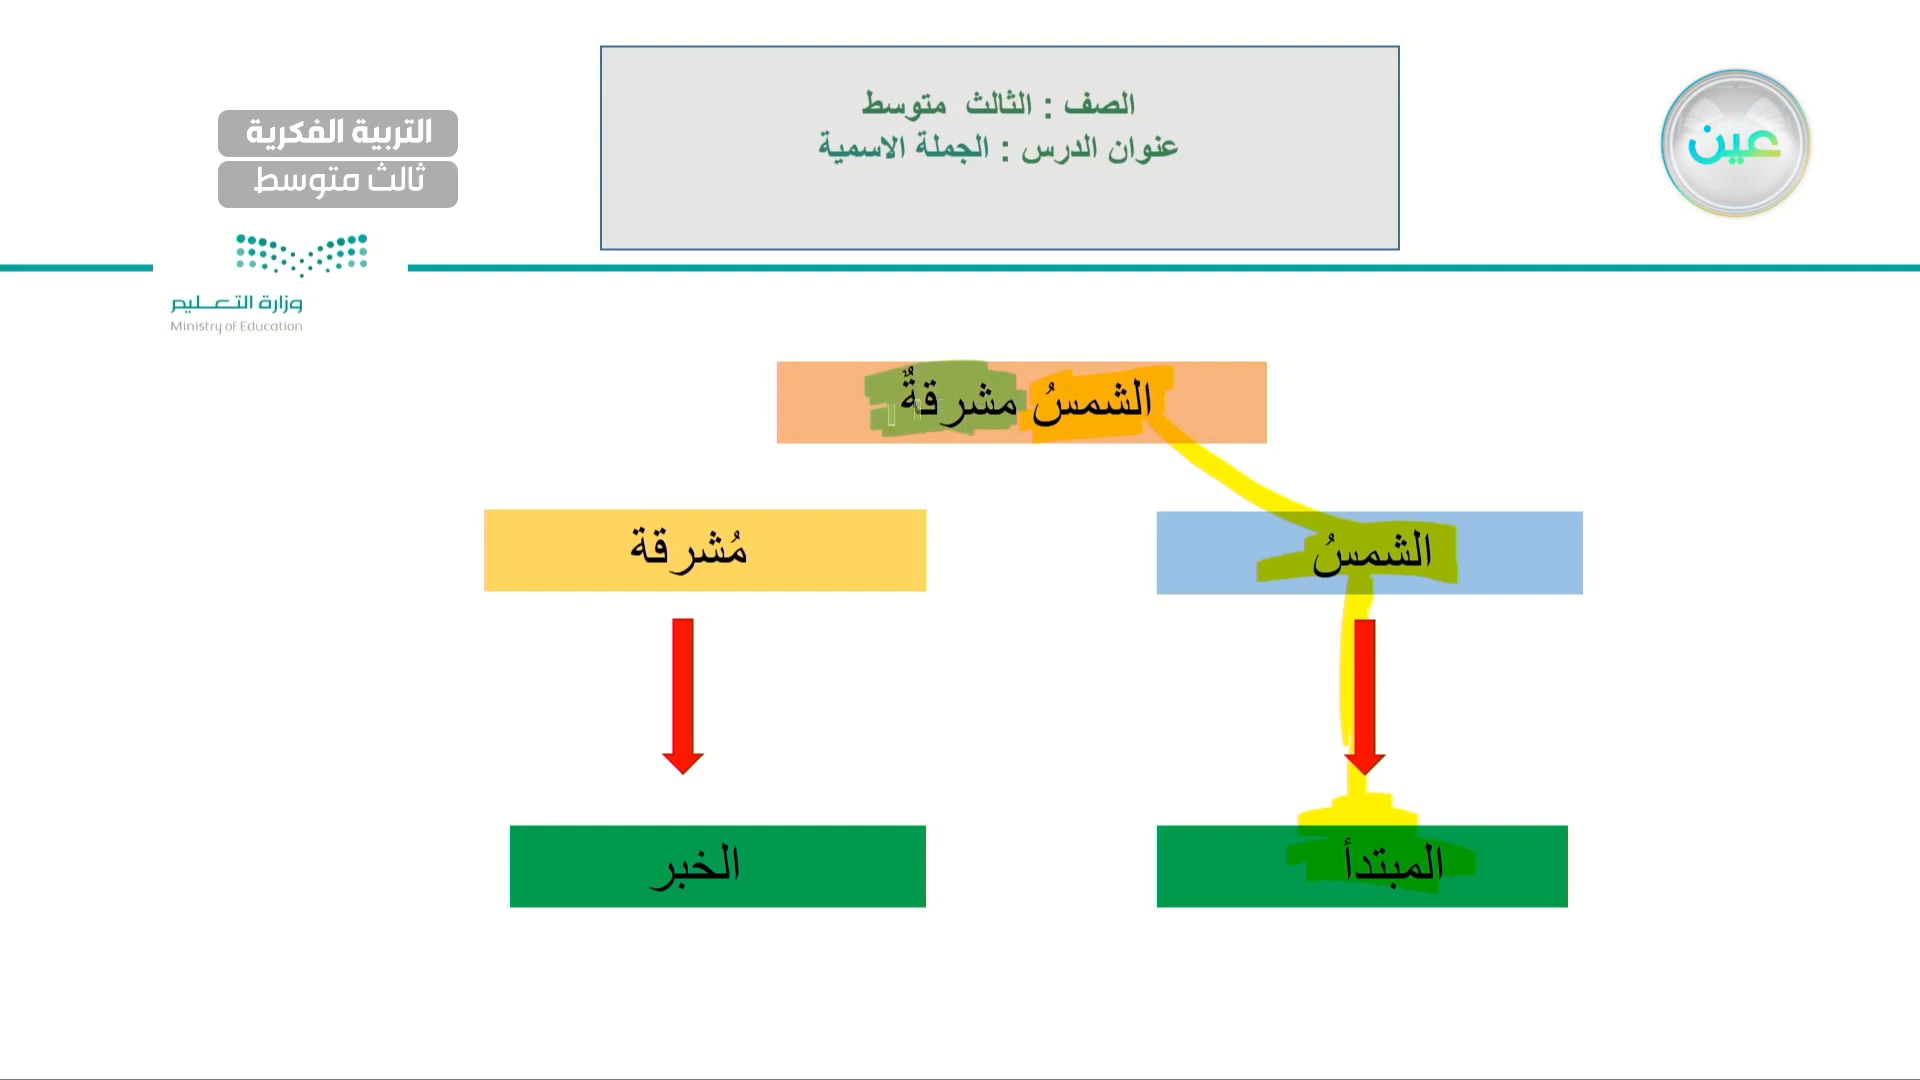 الصف : الثالث متوسط
عنوان الدرس : الجملة الاسمية
عين
التربية الفكرية
ثالث متوسط
وزارة التعليم
Ministry of Education
الشمسُ مشرقةٌ
الشمسُ
مُشرقة
المبتدأ
الخبر